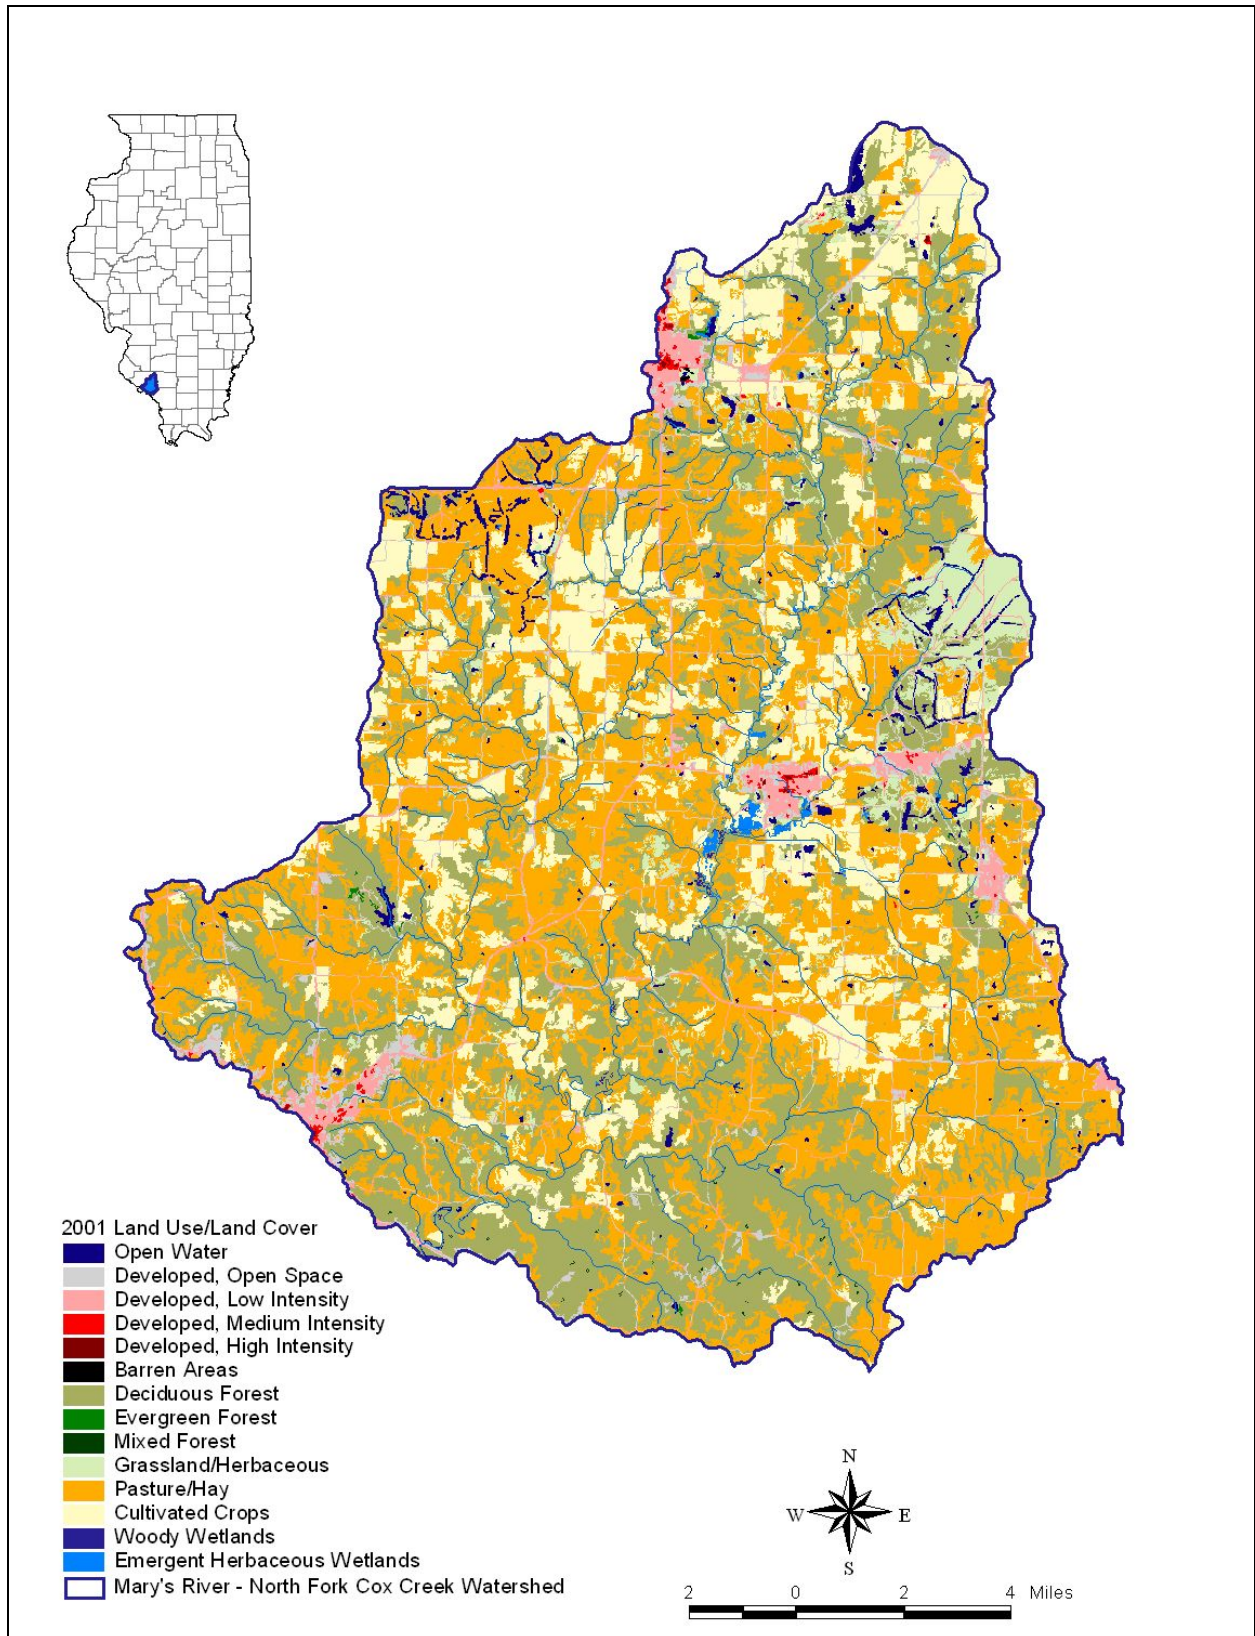 2001 Land Use/Land Cover
Open Water
Developed, Open Space
Developed, Low Intensity
Developed, Medium Intensity
Developed, High Intensity
Barren Areas
Deciduous Forest
Evergreen Forest
Mixed Forest
Grassland/Herbaceous
Pasture/Hay
Cultivated Crops
Woody Wetlands
Emergent Herbaceous Wetlands
Mary's River - North Fork Cox Creek Watershed
N
W E
S
2 0 2 4 Miles